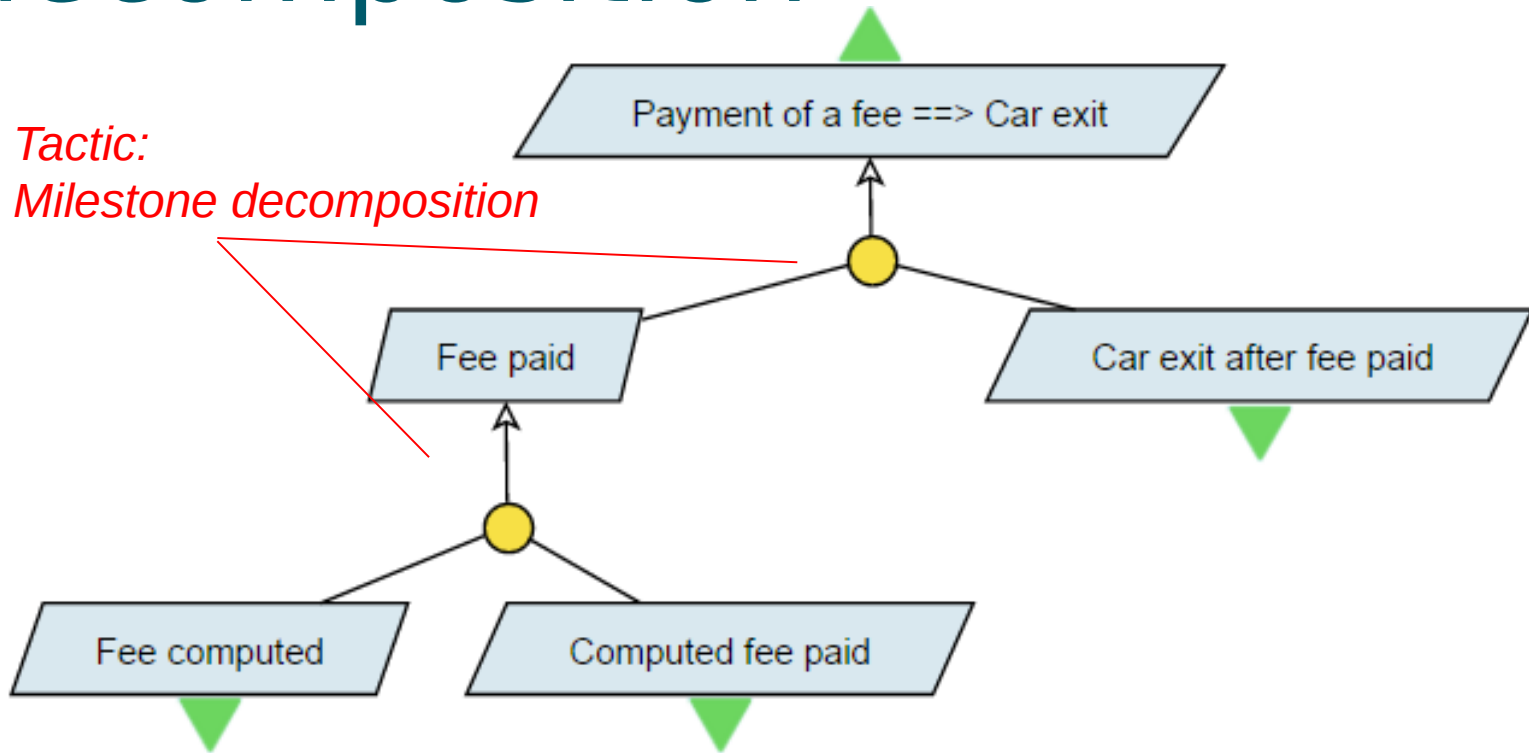 decomposition
Payment of a fee ==> Car exit
Tactic:
Milestone decomposition
Fee paid
Car exit after fee paid
Fee computed
Computed fee paid